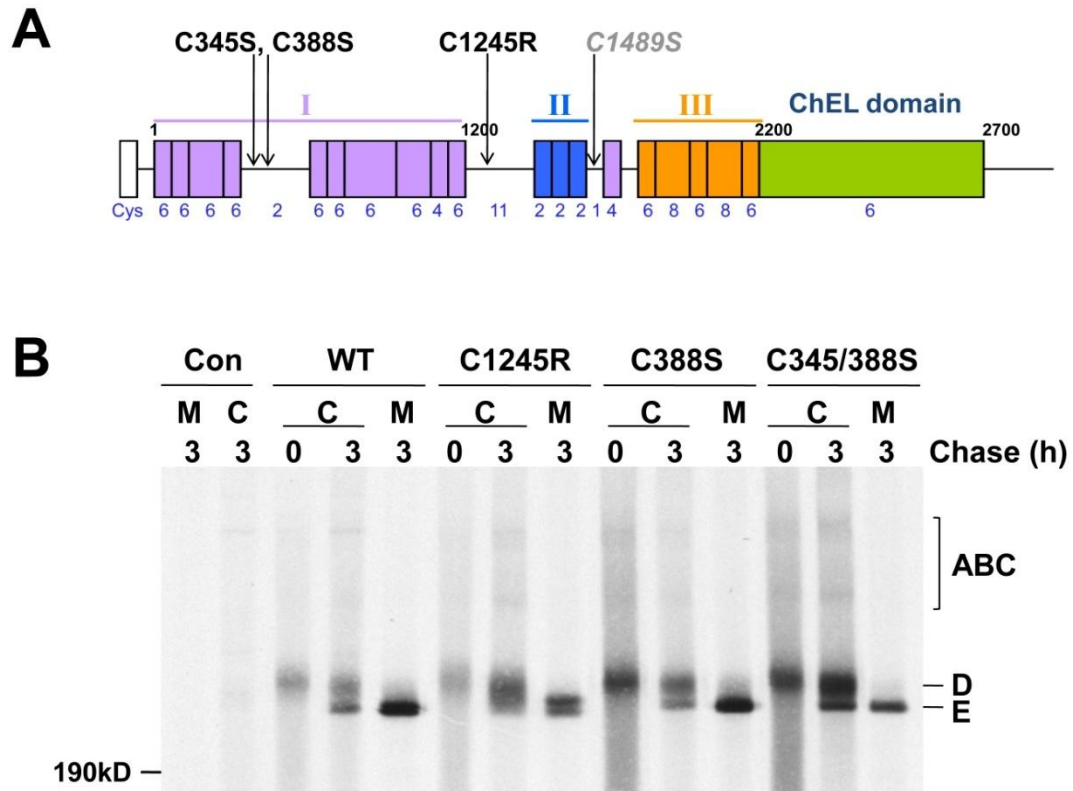 A
C345S, C388S C1245R C1489S
I II III ChEL domain
1 1200 2200 2700
Cys 6 6 6 6 2 6 6 6 6 4 6 11 2 2 2 1 4 6 8 6 8 6 6
B
Con WT C1245R C388S C345/388S
M C C M C M C M C M
3 3 0 3 3 0 3 3 0 3 3 0 3 3 Chase (h)
ABC
D
E
190kD